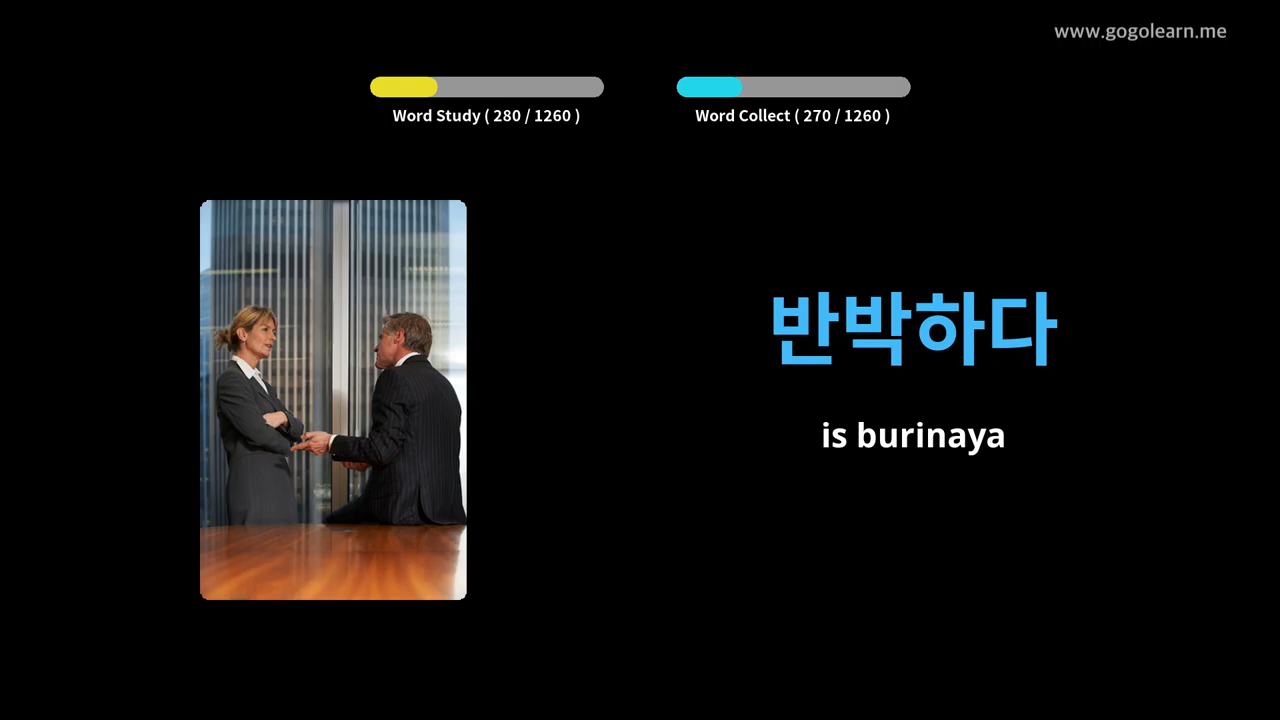 www.gogolearn.me
Word Study ( 280 / 1260 )
Word Collect ( 270 / 1260 )
반박하다
is burinaya